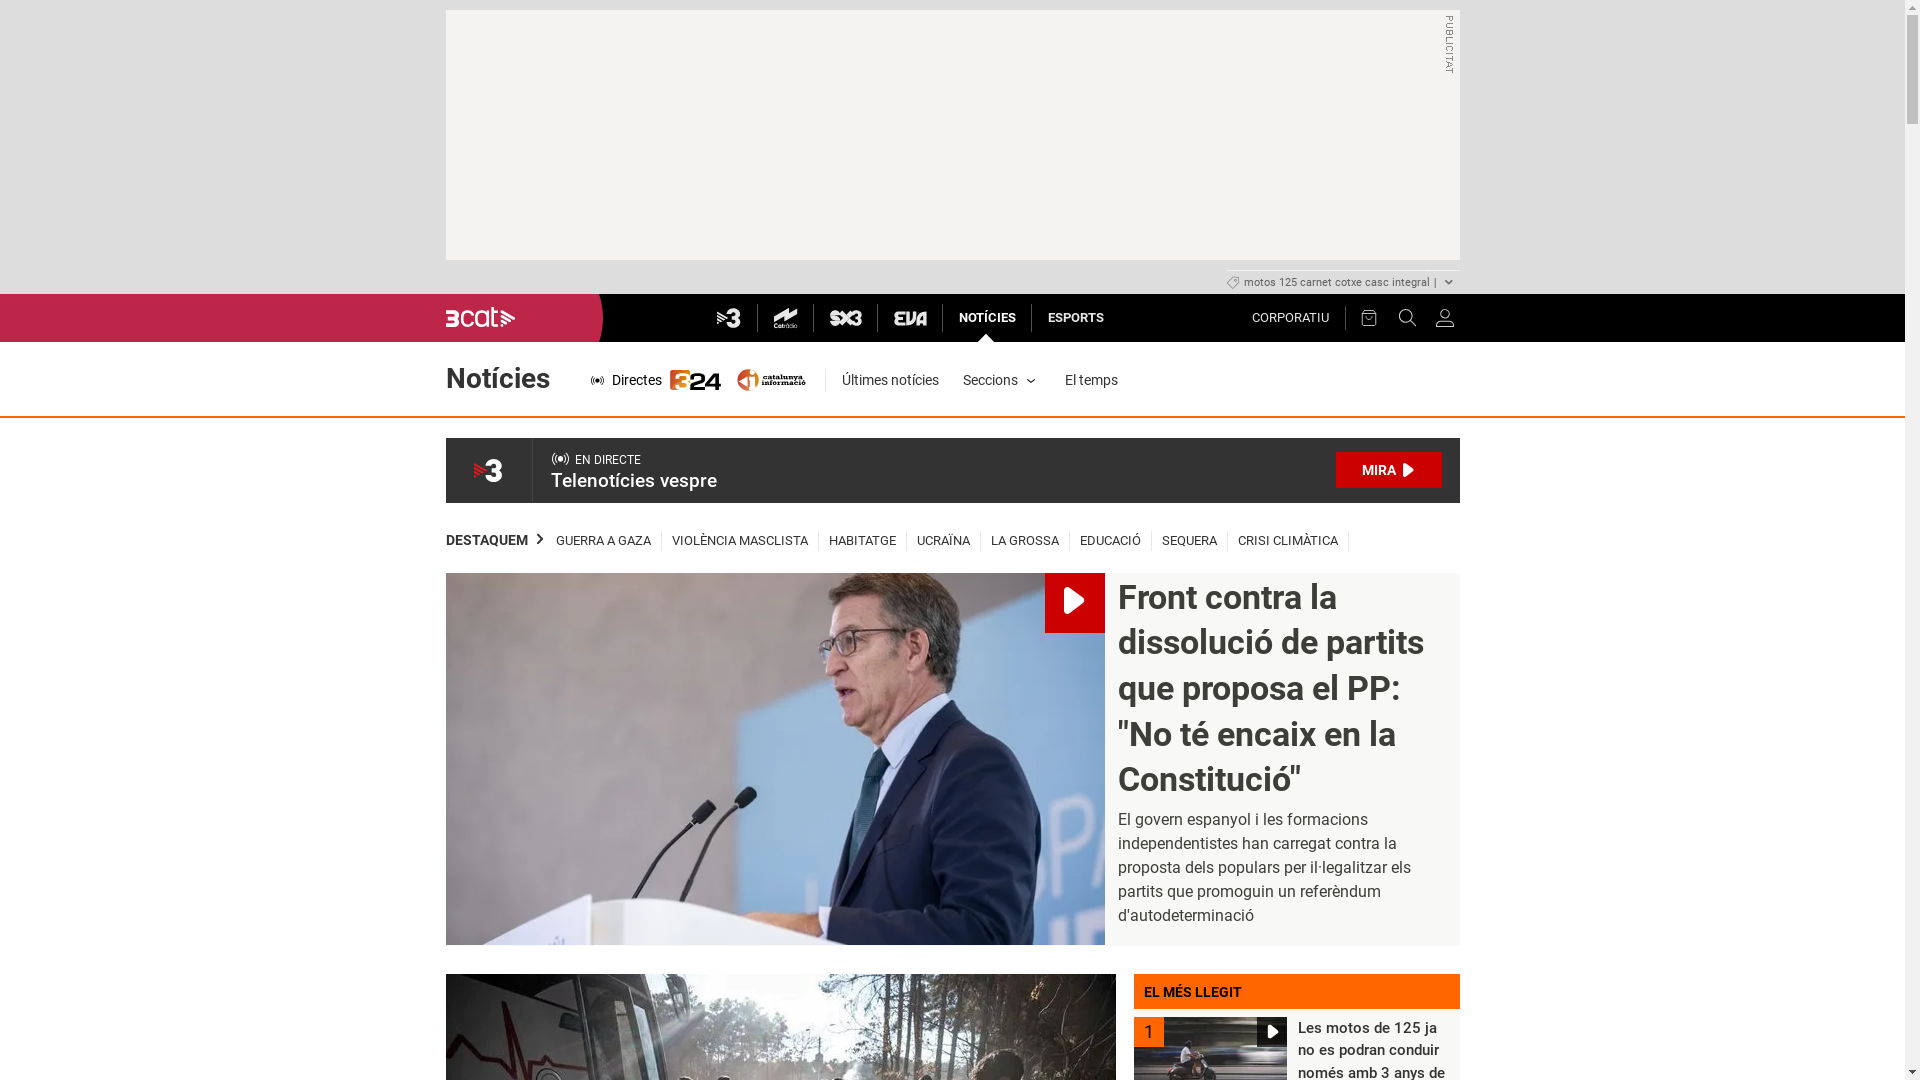 PUBLICITAT
motos 125 carnet cotxe casc integral |
3cat
3
Catràdio
SX3
EVA
NOTÍCIES
ESPORTS
CORPORATIU
Notícies
Directes
324
catalunya
informació
Últimes notícies
Seccions
El temps
3
EN DIRECTE
Telenotícies vespre
MIRA
DESTAQUEM
GUERRA A GAZA
VIOLÈNCIA MASCLISTA
HABITATGE
UCRAÏNA
LA GROSSA
EDUCACIÓ
SEQUERA
CRISI CLIMÀTICA
Front contra la
dissolució de partits
que proposa el PP:
"No té encaix en la
Constitució"
El govern espanyol i les formacions
independentistes han carregat contra la
proposta dels populars per il·legalitzar els
partits que promoguin un referèndum
d'autodeterminació
EL MÉS LLEGIT
1
Les motos de 125 ja
no es podran conduir
només amb 3 anys de